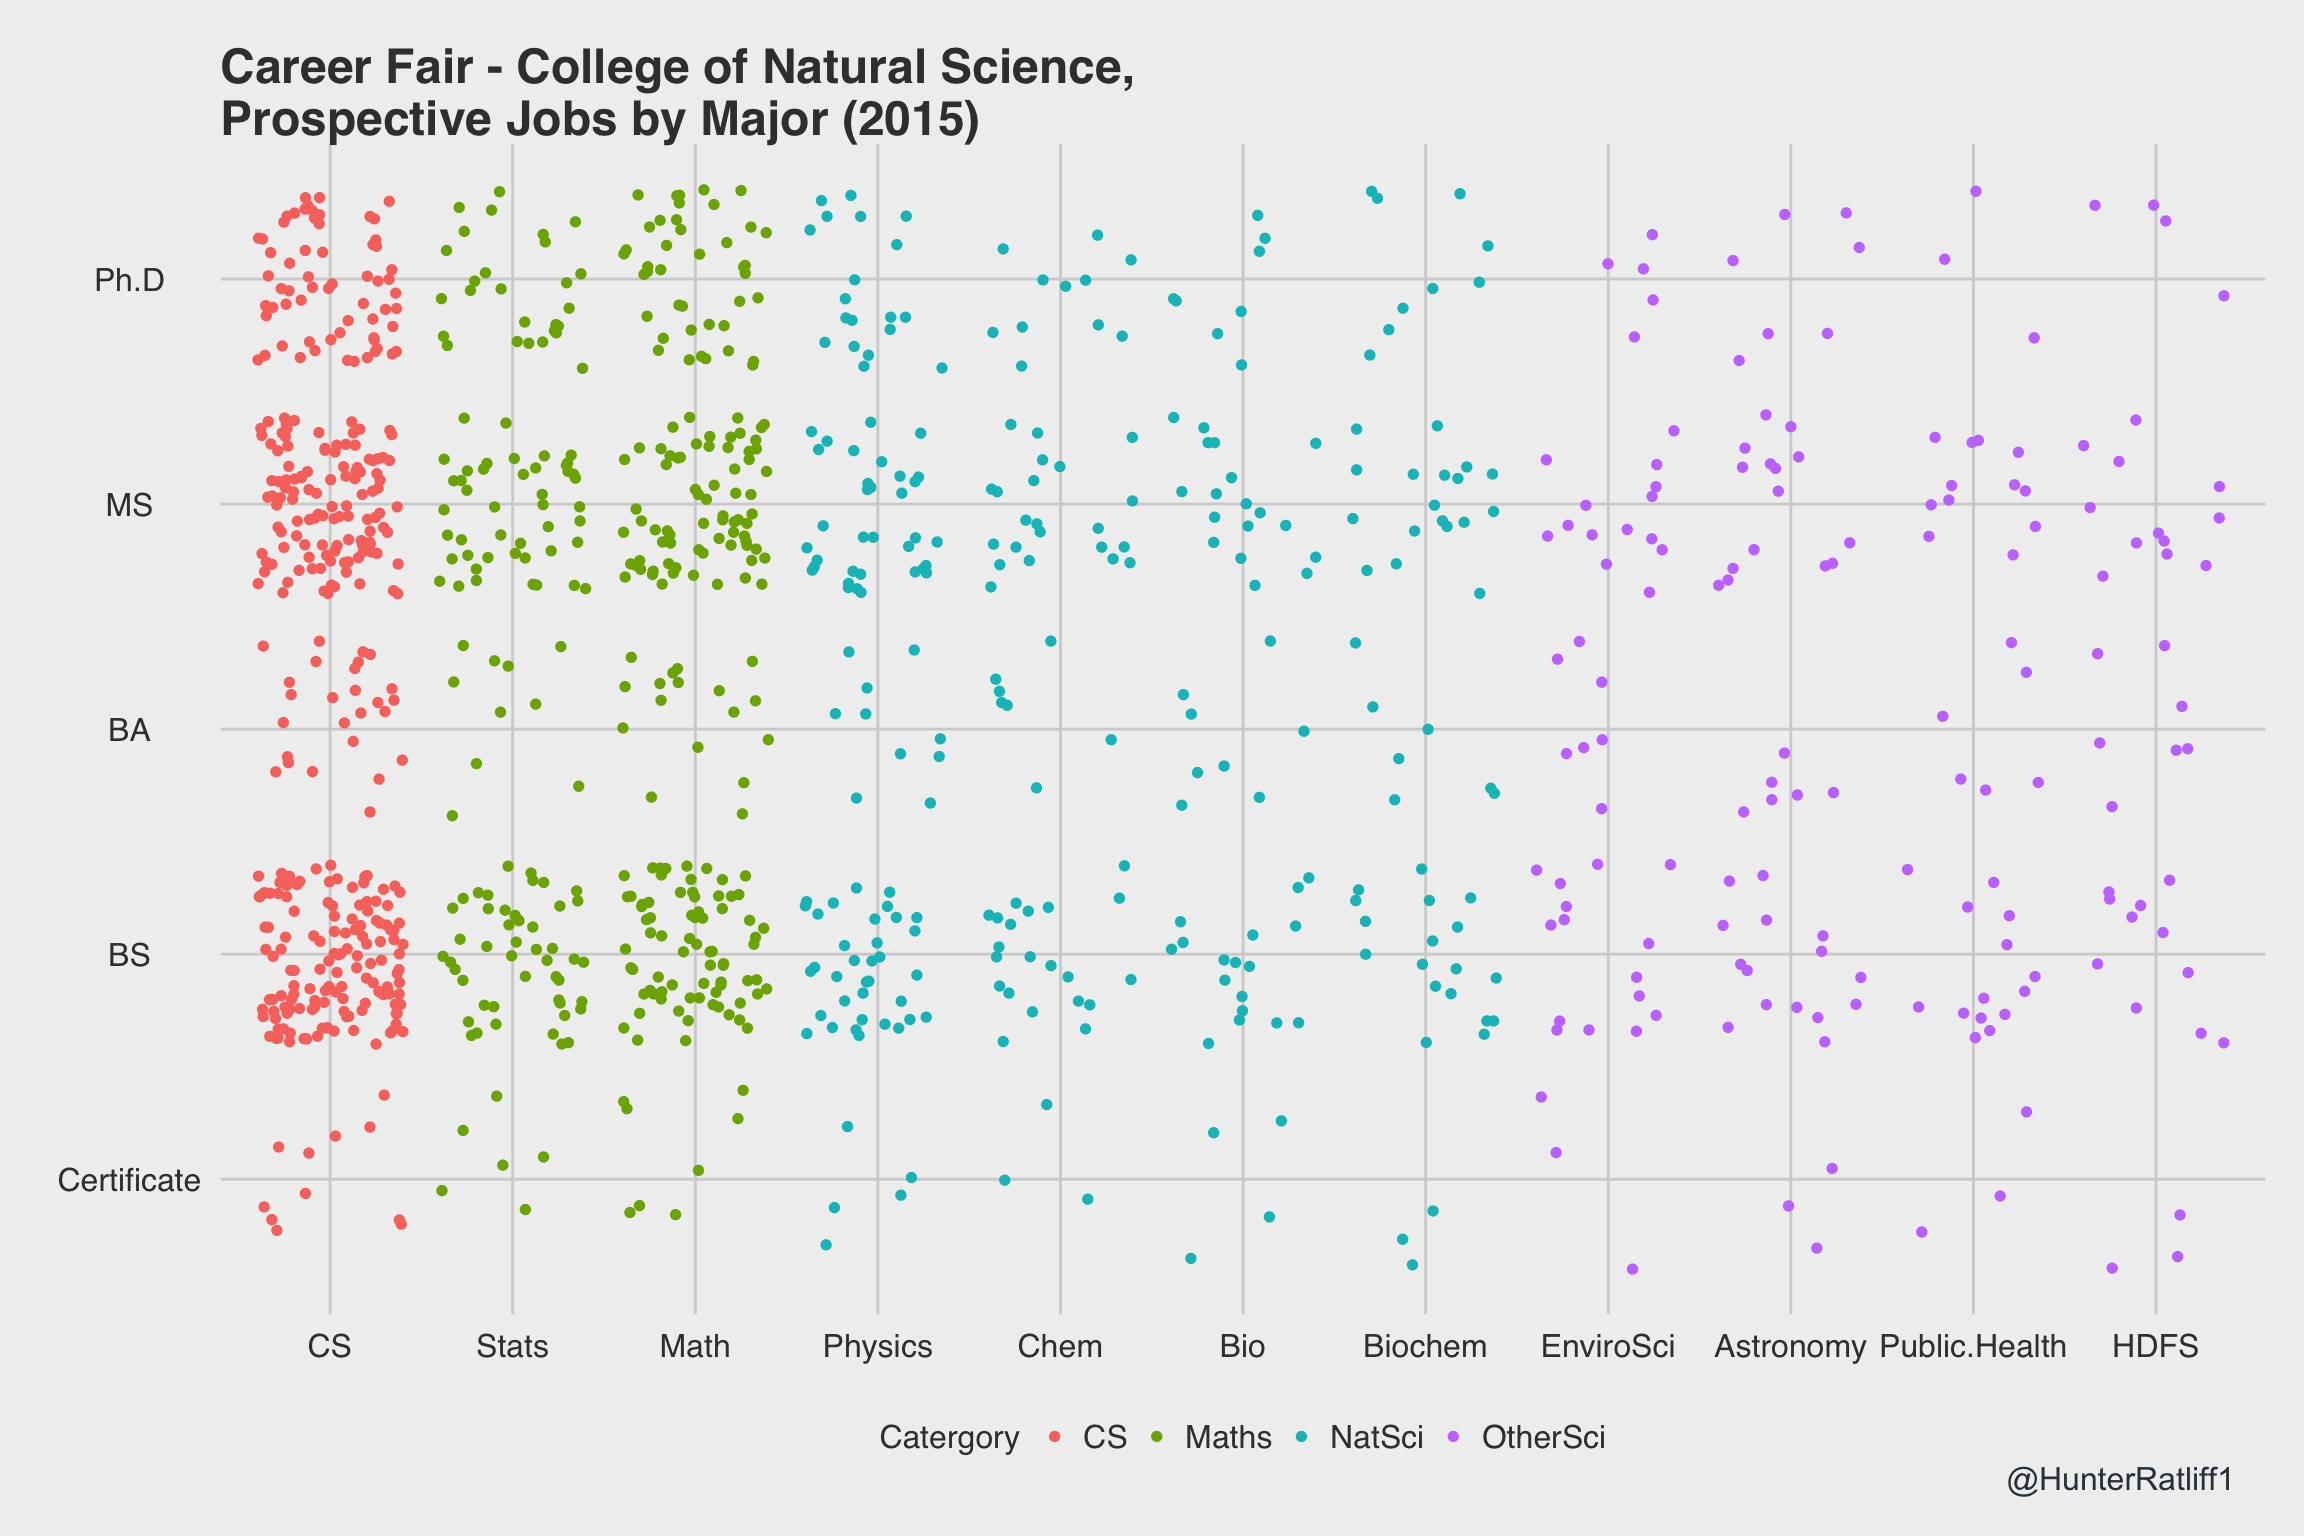 Career Fair - College of Natural Science,
Prospective Jobs by Major (2015)
Ph.D
MS
BA
BS
Certificate
CS Stats Math Physics Chem Bio Biochem EnviroSci Astronomy Public.Health HDFS
Catergory CS Maths NatSci OtherSci
@HunterRatliff1